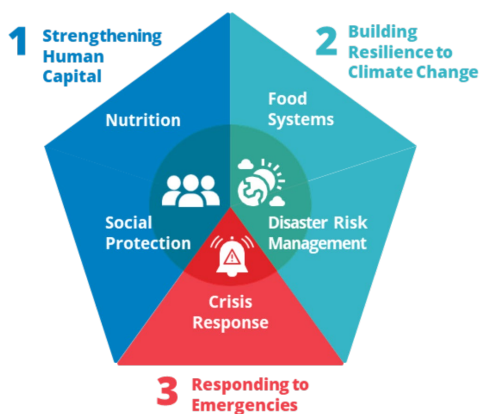 1 Strengthening
Human
Capital
2 Building
Resilience to
Climate Change
Nutrition
Food
Systems
Social
Protection
Disaster Risk
Management
Crisis
Response
3 Responding to
Emergencies